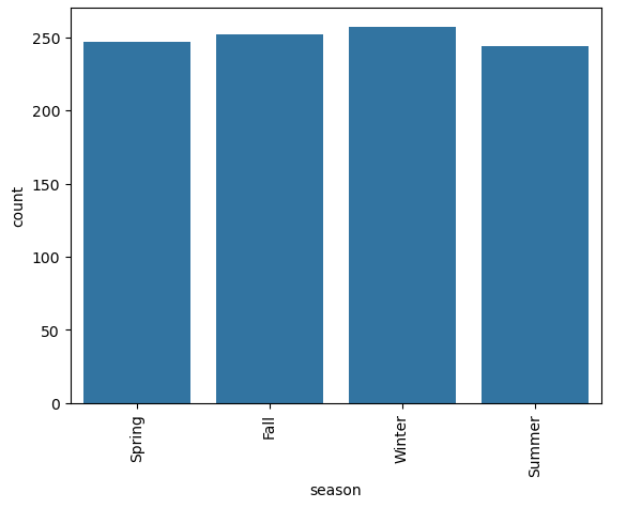 250
200
150
100
50
0
count
Spring
Fall
Winter
Summer
season